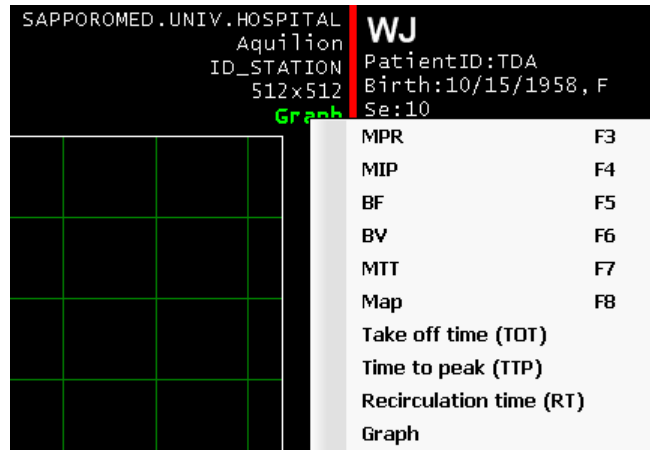 SAPPOROMED.UNIV.HOSPITAL
Aquilion
ID_STATION
512x512
Graph
WJ
PatientID:TDA
Birth:10/15/1958,F
Se:10
MPR F3
MIP F4
BF F5
BV F6
MTT F7
Map F8
Take off time (TOT)
Time to peak (TTP)
Recirculation time (RT)
Graph